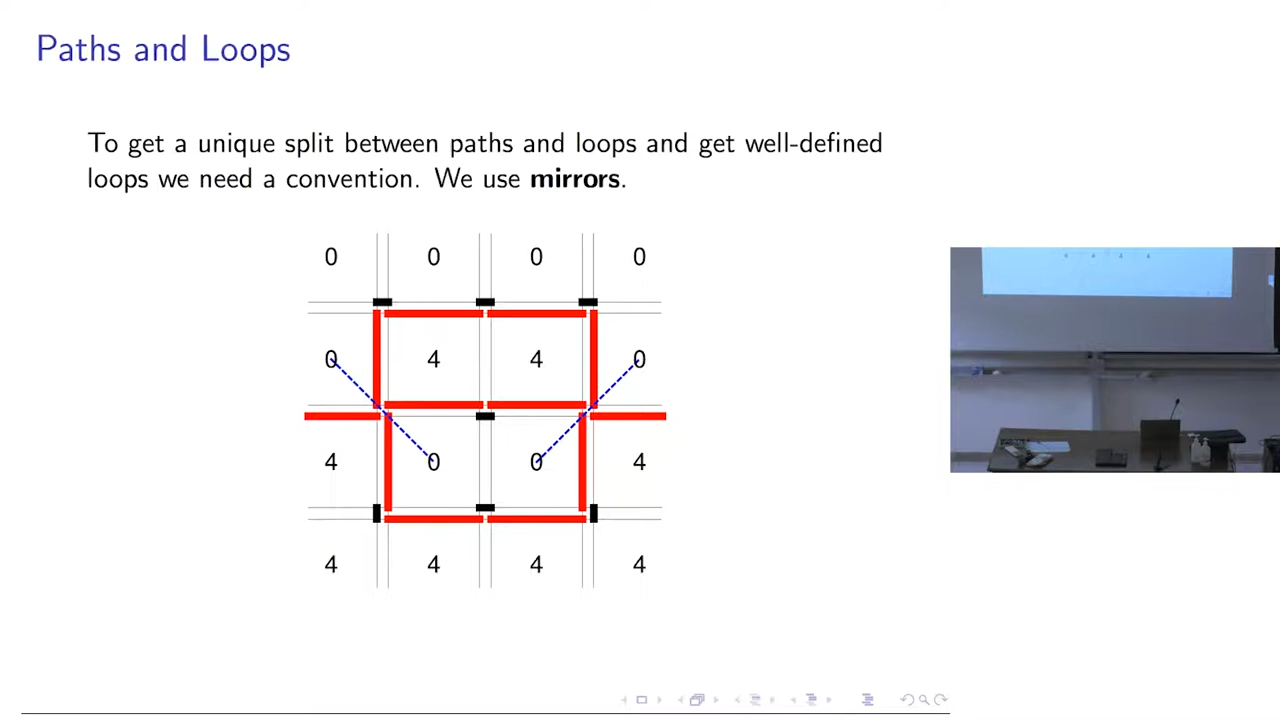 Paths and Loops
To get a unique split between paths and loops and get well-defined
loops we need a convention. We use mirrors.
0 0 0 0
0 4 4 0
4 0 0 4
4 4 4 4